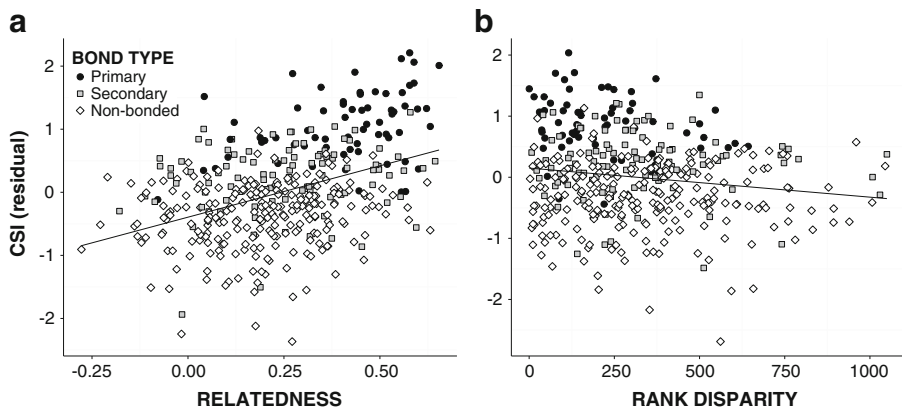 a
BOND TYPE
Primary
Secondary
Non-bonded
CSI (residual)
2
1
0
-1
-2
-0.25 0.00 0.25 0.50
RELATEDNESS
b
2
1
0
-1
-2
0 250 500 750 1000
RANK DISPARITY